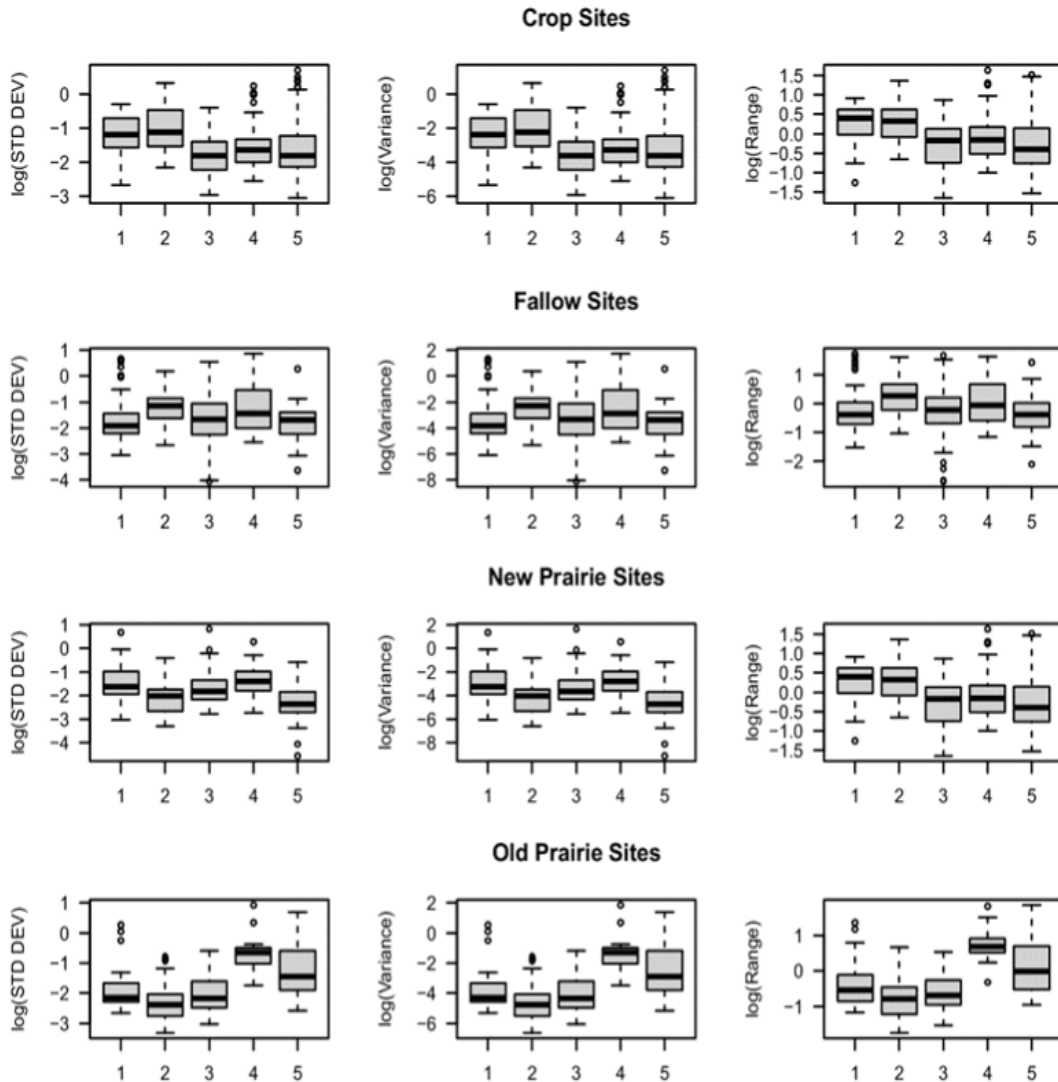 Crop Sites
log(STD DEV)
0
−1
−2
−3
1 2 3 4 5
log(Variance)
0
−2
−4
−6
1 2 3 4 5
log(Range)
1.5
1.0
0.5
0.0
−0.5
−1.0
−1.5
1 2 3 4 5
Fallow Sites
log(STD DEV)
1
0
−1
−2
−3
−4
1 2 3 4 5
log(Variance)
2
0
−2
−4
−6
−8
1 2 3 4 5
log(Range)
1
0
−1
−2
1 2 3 4 5
New Prairie Sites
log(STD DEV)
1
0
−1
−2
−3
−4
1 2 3 4 5
log(Variance)
2
0
−2
−4
−6
−8
1 2 3 4 5
log(Range)
1.5
1.0
0.5
0.0
−0.5
−1.0
−1.5
1 2 3 4 5
Old Prairie Sites
log(STD DEV)
1
0
−1
−2
−3
1 2 3 4 5
log(Variance)
2
0
−2
−4
−6
1 2 3 4 5
log(Range)
1
0
−1
1 2 3 4 5